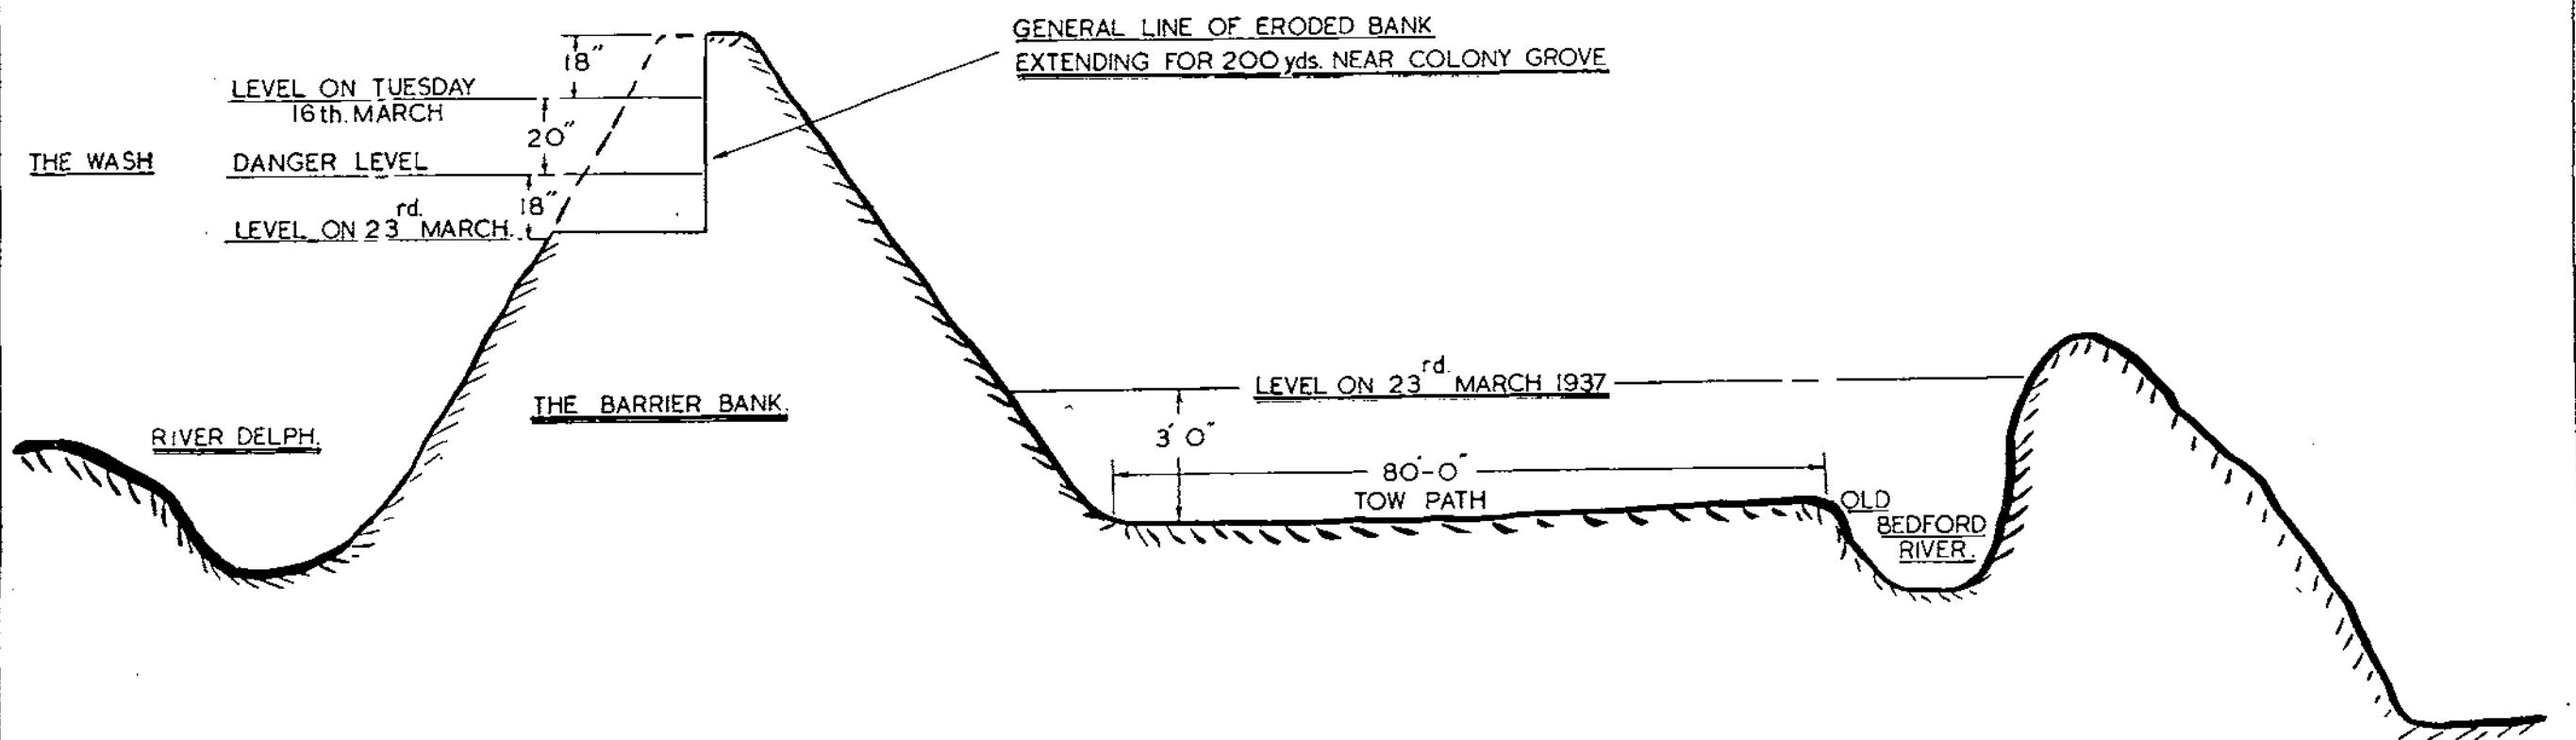 GENERAL LINE OF ERODED BANK
EXTENDING FOR 200 yds. NEAR COLONY GROVE
18"
LEVEL ON TUESDAY
16th. MARCH
20"
THE WASH
DANGER LEVEL
18"
LEVEL ON 23rd. MARCH.
LEVEL ON 23rd. MARCH 1937
THE BARRIER BANK.
RIVER DELPH.
3' 0"
80'-0"
TOW PATH
OLD
BEDFORD
RIVER.